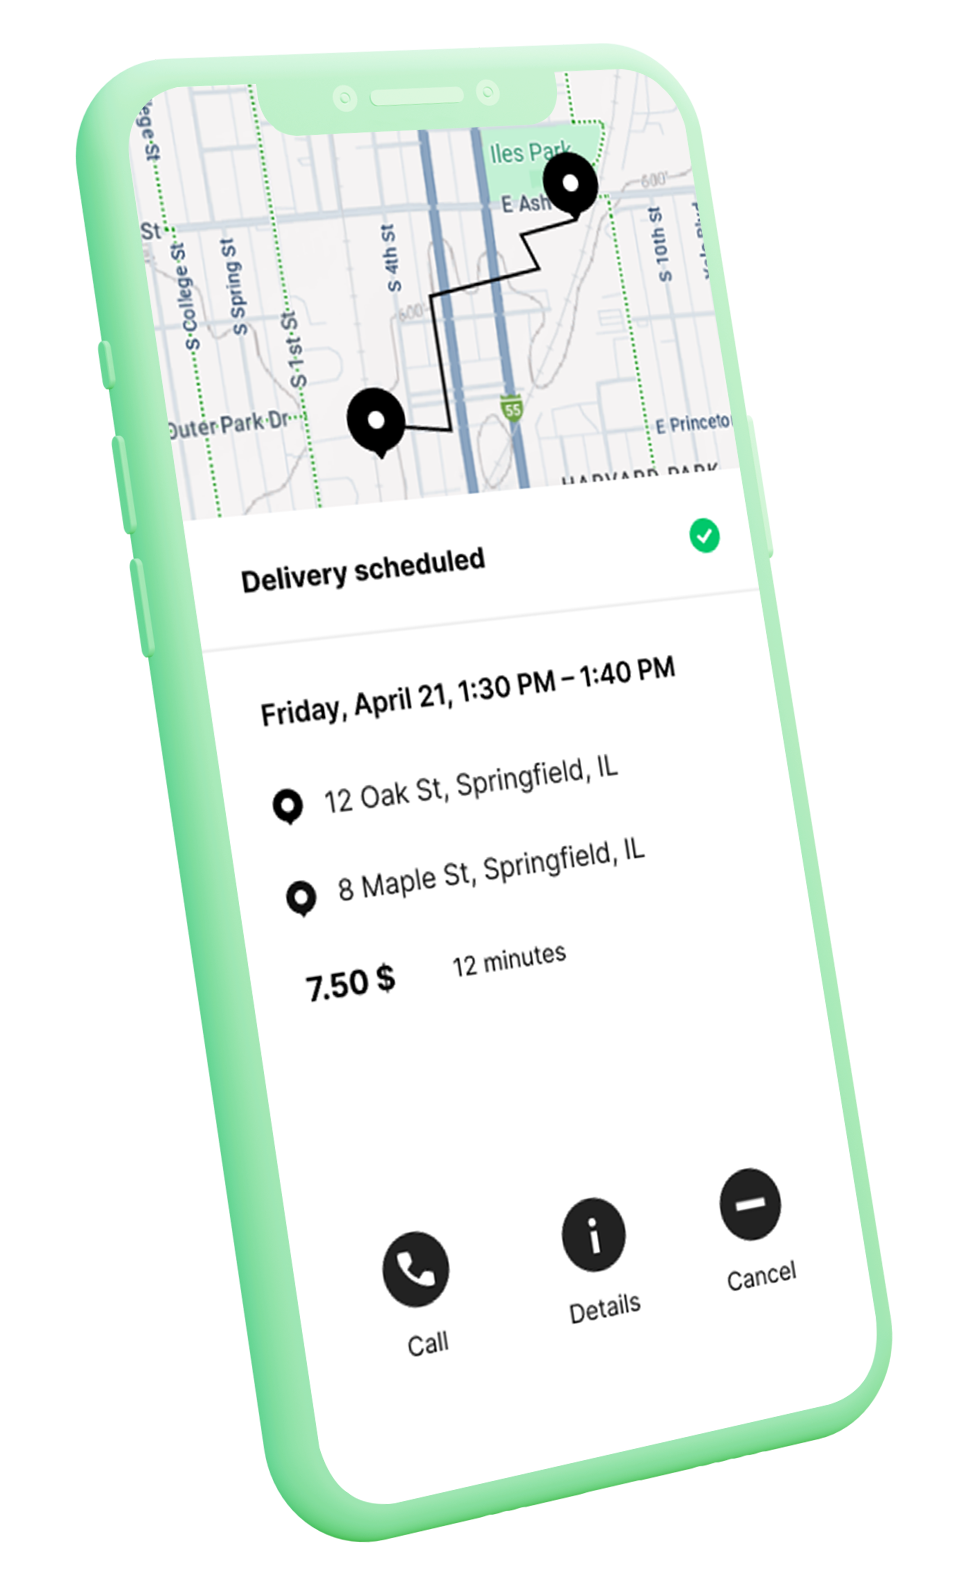 Iles Park
E Ash
600'
St
S College St
S Spring St
S 1st St
S 4th St
S 10th St
600'
55
Outer Park Dr
E Princeto
HARVARD PARK
Delivery scheduled
Friday, April 21, 1:30 PM – 1:40 PM
12 Oak St, Springfield, IL
8 Maple St, Springfield, IL
7.50 $ 12 minutes
Call
Details
Cancel